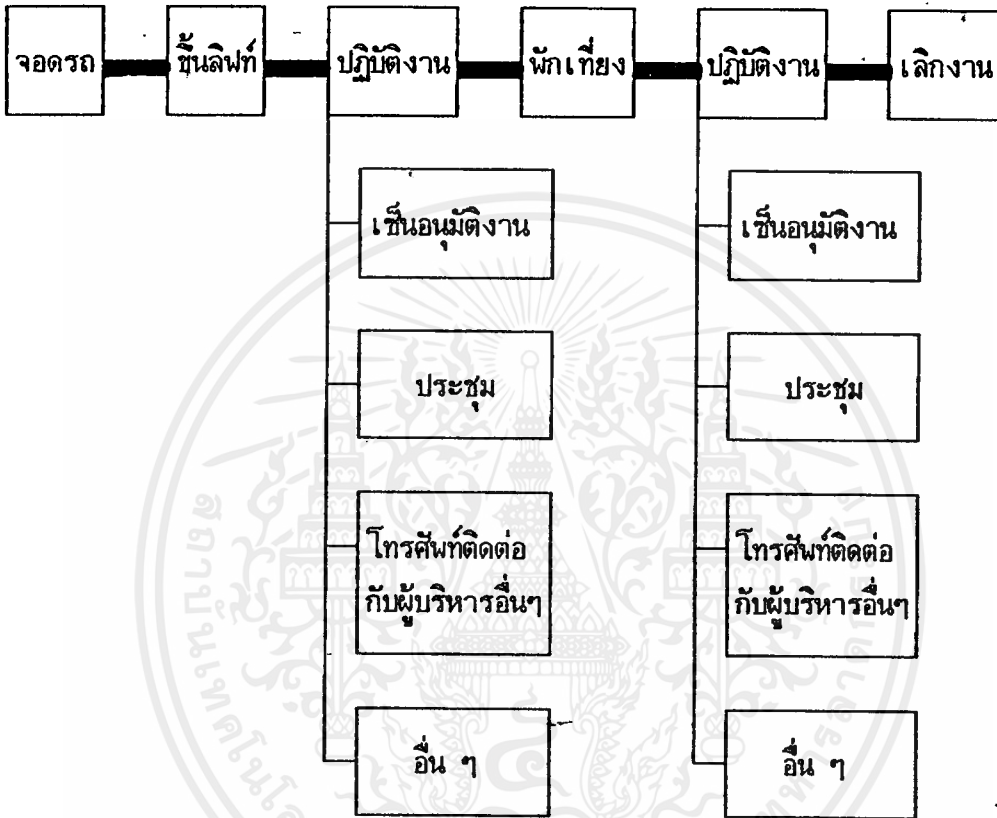 จอดรถ
ขึ้นลิฟท์
ปฏิบัติงาน
พักเที่ยง
ปฏิบัติงาน
เลิกงาน
เซ็นอนุมัติงาน
ประชุม
โทรศัพท์ติดต่อ
กับผู้บริหารอื่นๆ
อื่น ๆ
เซ็นอนุมัติงาน
ประชุม
โทรศัพท์ติดต่อ
กับผู้บริหารอื่นๆ
อื่น ๆ